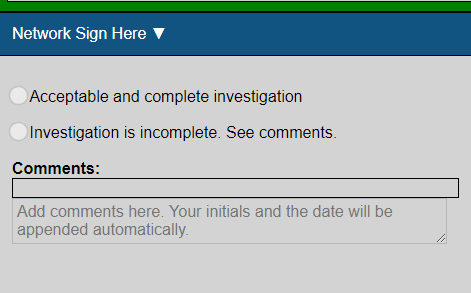 Network Sign Here ▼
Acceptable and complete investigation
Investigation is incomplete. See comments.
Comments:
Add comments here. Your initials and the date will be
appended automatically.